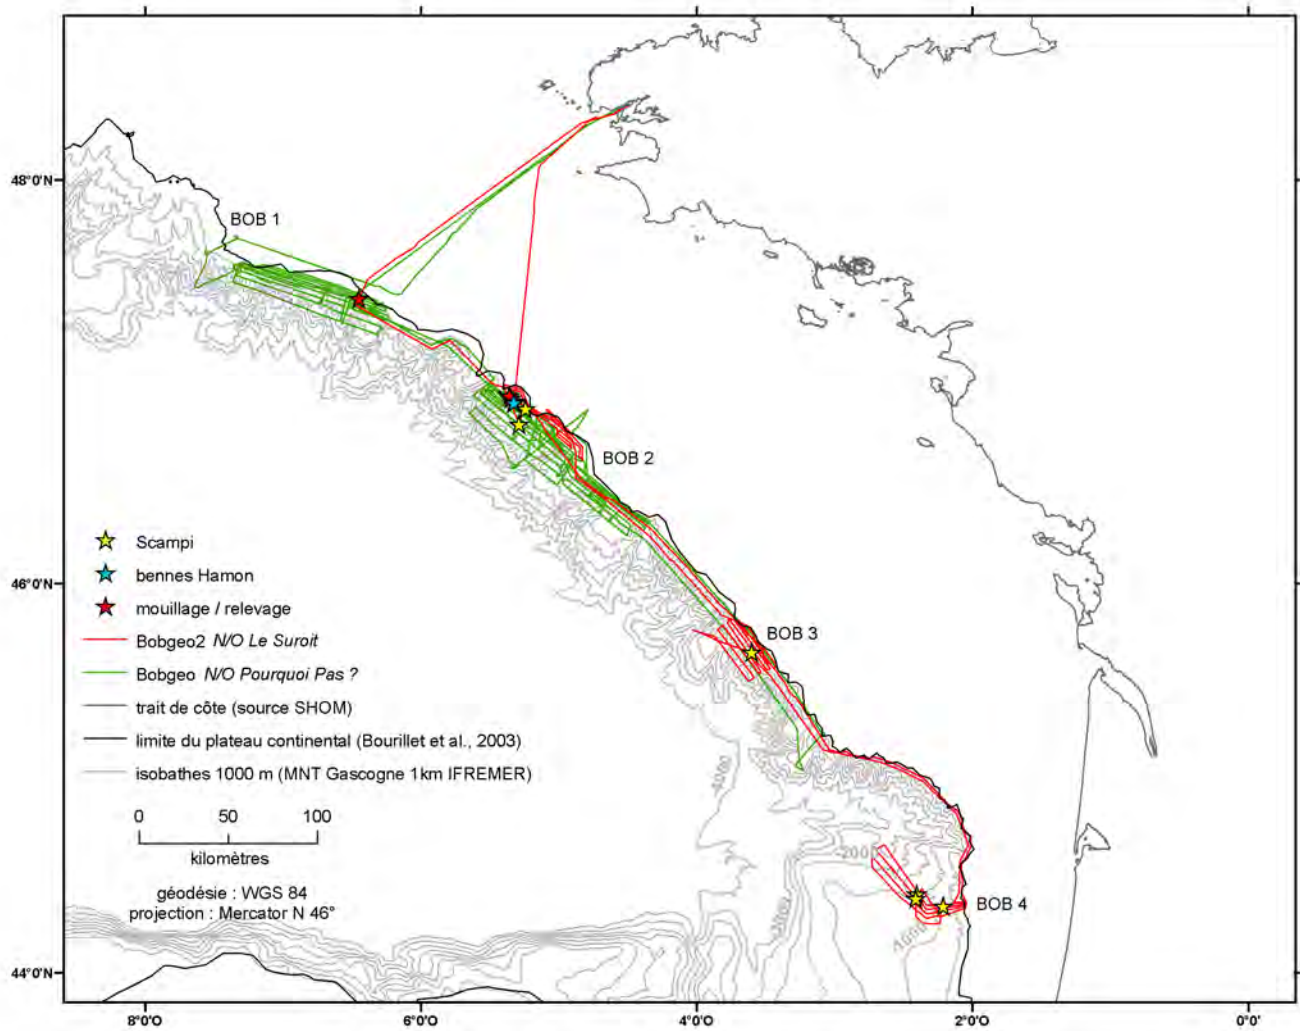 48°0'N
BOB 1
BOB 2
Scampi
bennes Hamon
46°0'N
mouillage / relevage
BOB 3
Bobgeo2 N/O Le Suroit
Bobgeo N/O Pourquoi Pas ?
trait de côte (source SHOM)
limite du plateau continental (Bourillet et al., 2003)
isobathes 1000 m (MNT Gascogne 1km IFREMER)
-4000
0 50 100
kilomètres
-2000
géodésie : WGS 84
projection : Mercator N 46°
BOB 4
-1000
44°0'N
8°0'O 6°0'O 4°0'O 2°0'O 0°0'